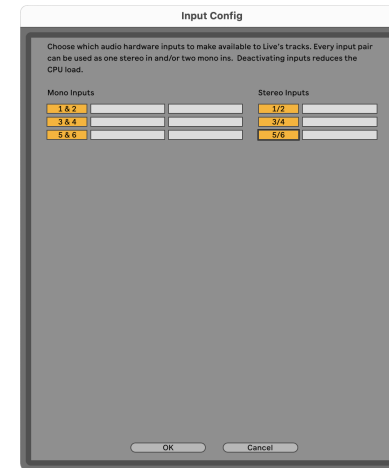 Input Config
Choose which audio hardware inputs to make available to Live's tracks. Every input pair
can be used as one stereo in and/or two mono ins. Deactivating inputs reduces the
CPU load.
Mono Inputs Stereo Inputs
1 & 2 1/2
3 & 4 3/4
5 & 6 5/6
OK Cancel